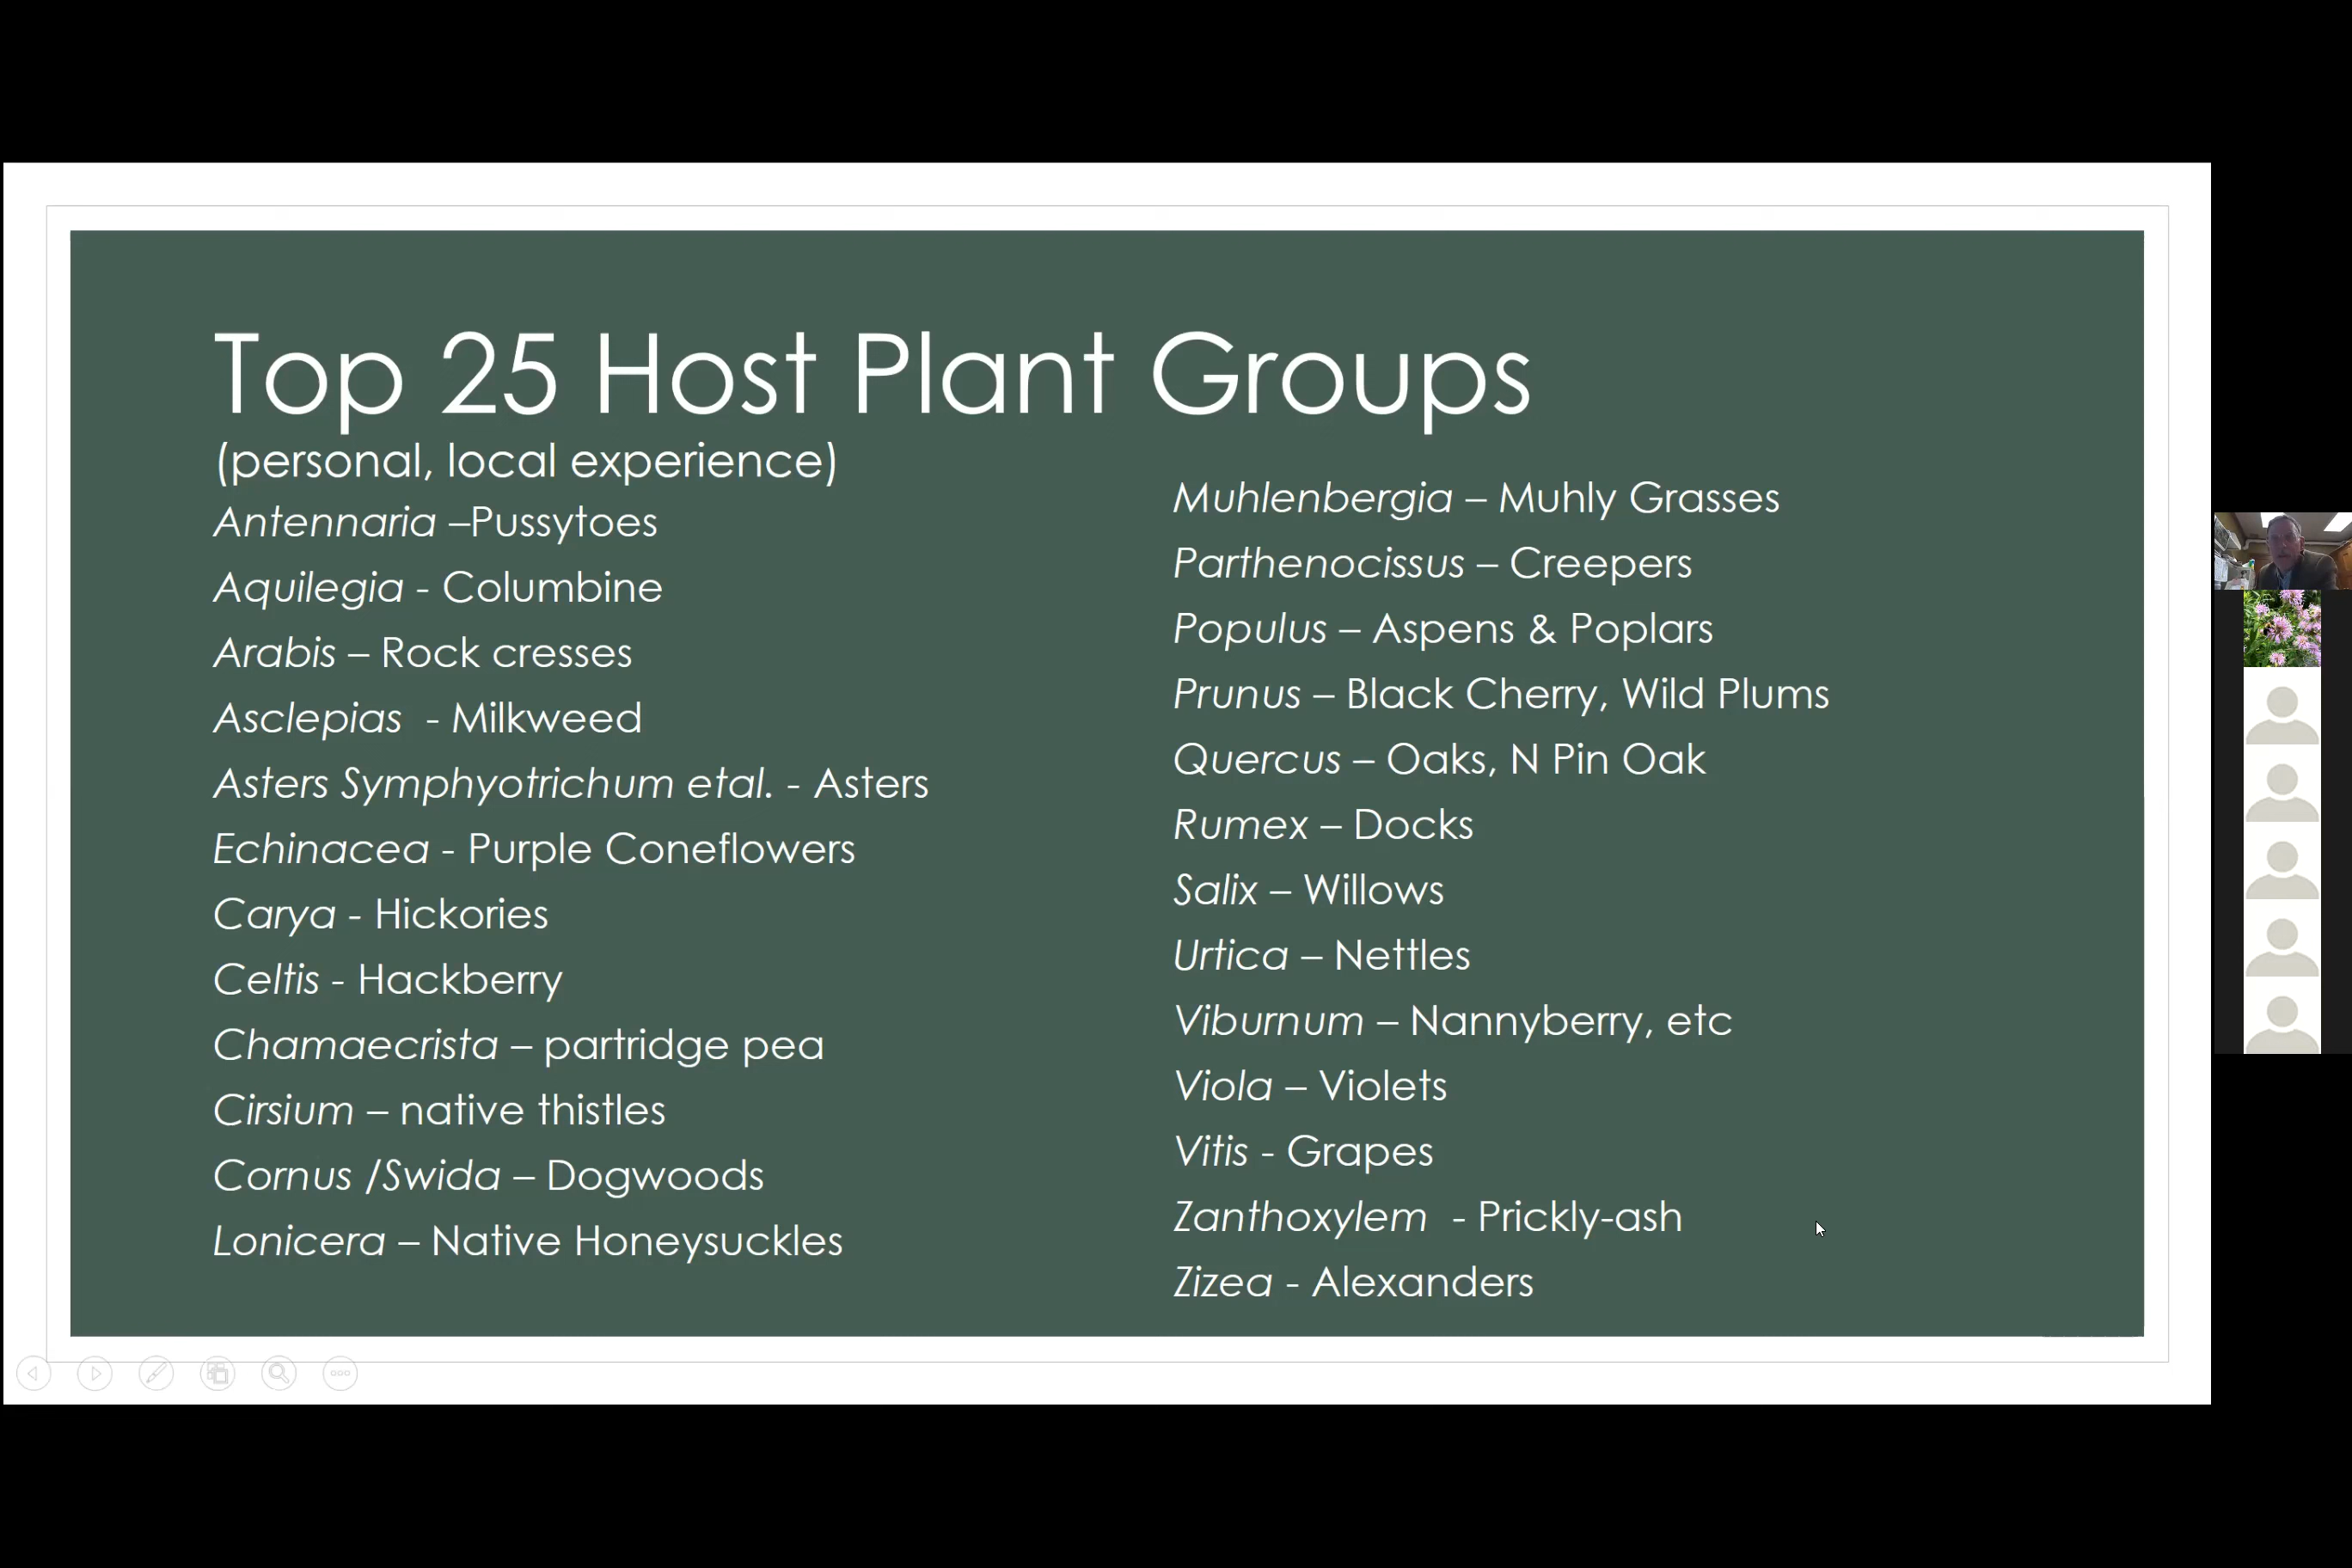 Top 25 Host Plant Groups
(personal, local experience)
Antennaria –Pussytoes
Aquilegia - Columbine
Arabis – Rock cresses
Asclepias  - Milkweed
Asters Symphyotrichum etal. - Asters
Echinacea - Purple Coneflowers
Carya - Hickories
Celtis - Hackberry
Chamaecrista – partridge pea
Cirsium – native thistles
Cornus /Swida – Dogwoods
Lonicera – Native Honeysuckles
Muhlenbergia – Muhly Grasses
Parthenocissus – Creepers
Populus – Aspens & Poplars
Prunus – Black Cherry, Wild Plums
Quercus – Oaks, N Pin Oak
Rumex – Docks
Salix – Willows
Urtica – Nettles
Viburnum – Nannyberry, etc
Viola – Violets
Vitis - Grapes
Zanthoxylem  - Prickly-ash
Zizea - Alexanders